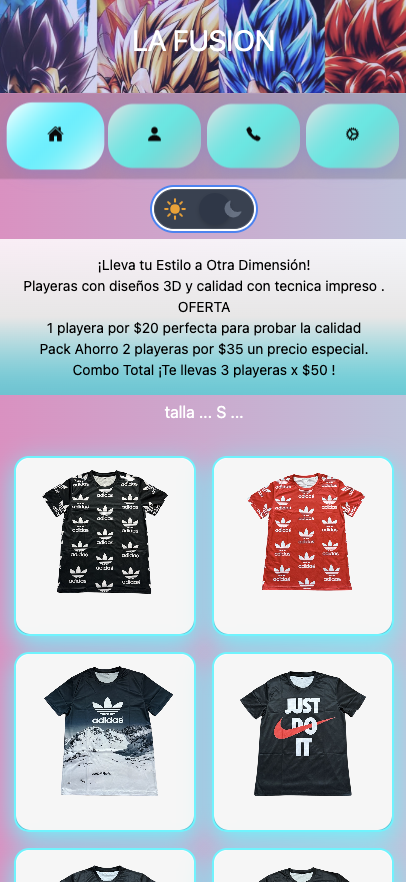 LA FUSION
¡Lleva tu Estilo a Otra Dimensión!
Playeras con diseños 3D y calidad con tecnica impreso .
OFERTA
1 playera por $20 perfecta para probar la calidad
Pack Ahorro 2 playeras por $35 un precio especial.
Combo Total ¡Te llevas 3 playeras x $50 !
talla ... S ...
adidas
adidas
adidas
JUST
DO
IT